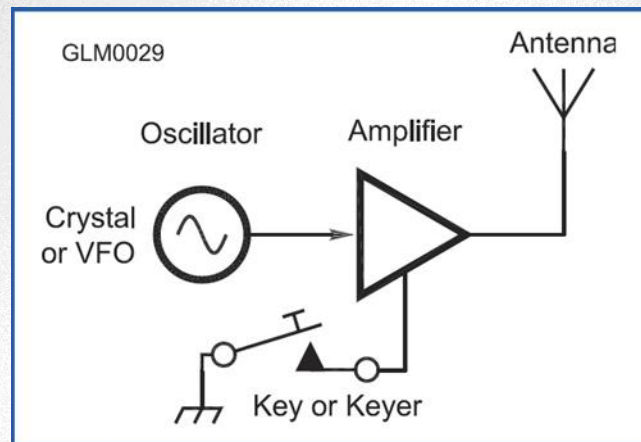 GLM0029
Antenna
Oscillator
Amplifier
Crystal
or VFO
Key or Keyer